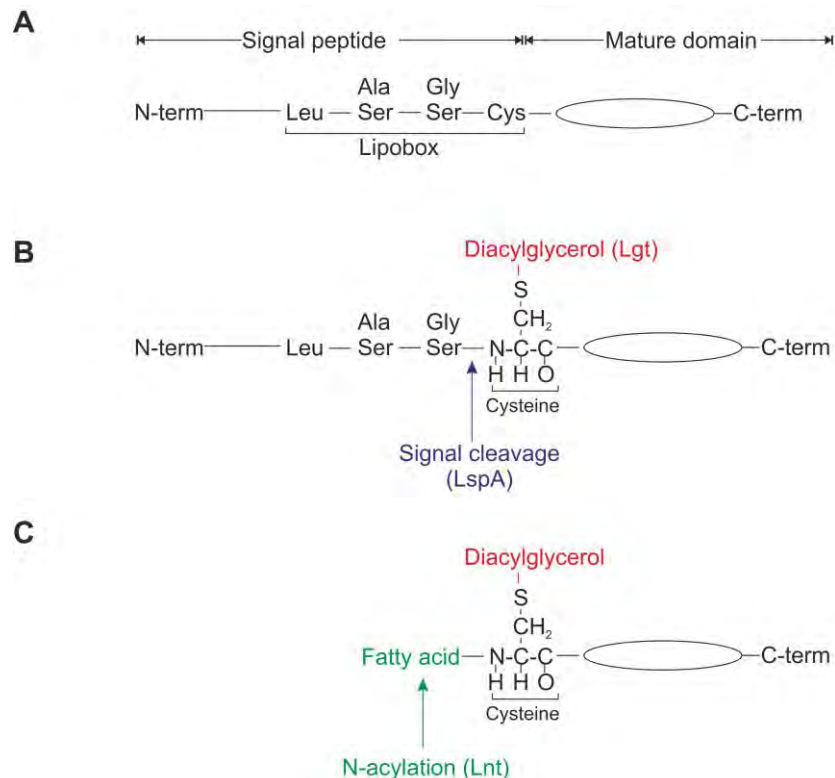 A
Signal peptide Mature domain
Ala Gly
N-term Leu Ser Ser Cys C-term
Lipobox
B
Diacylglycerol (Lgt)
S
CH2
Ala Gly
N-term Leu Ser Ser N-C-C C-term
H H O
Cysteine
Signal cleavage
(LspA)
C
Diacylglycerol
S
CH2
Fatty acid N-C-C C-term
H H O
Cysteine
N-acylation (Lnt)